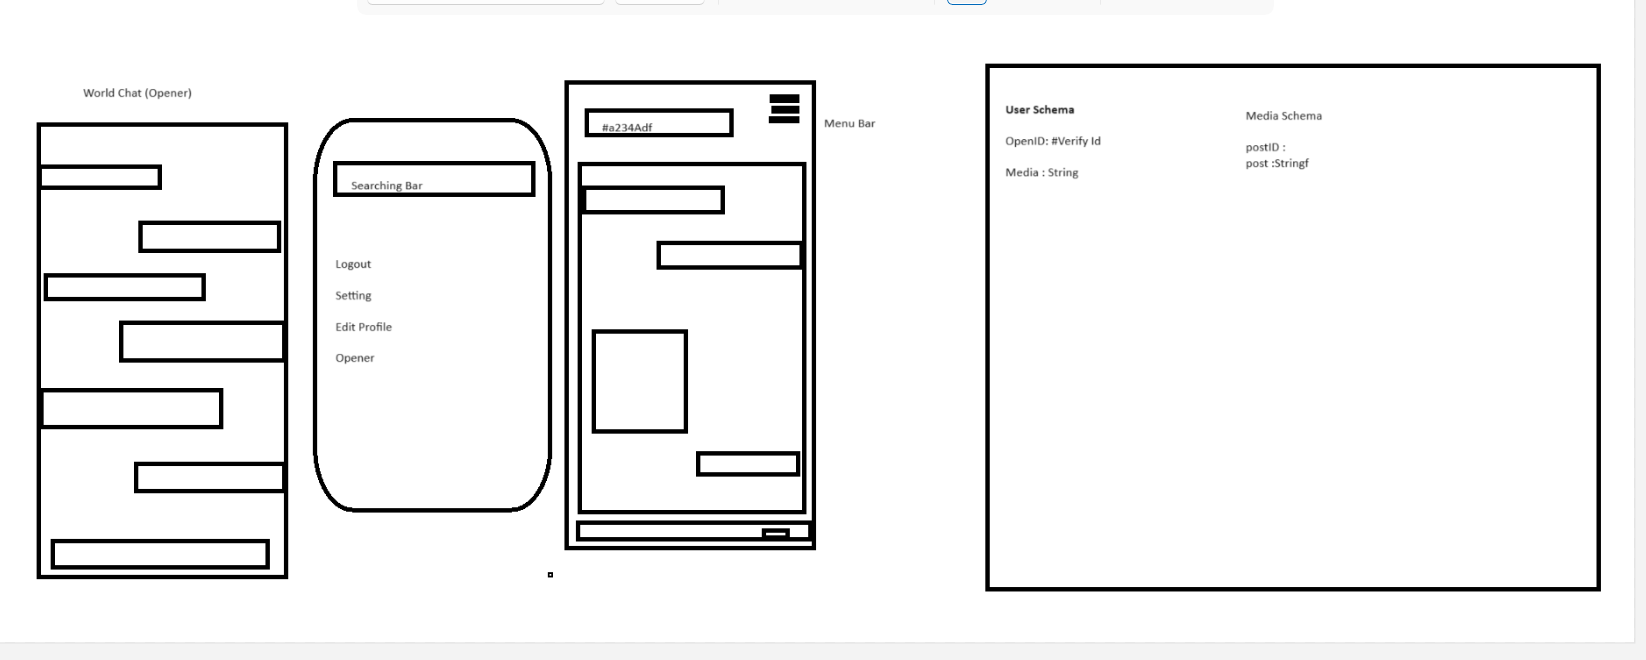 World Chat (Opener)
Searching Bar
Logout
Setting
Edit Profile
Opener
#a234Adf
Menu Bar
User Schema
OpenID: #Verify Id
Media : String
Media Schema
postID :
post :Stringf